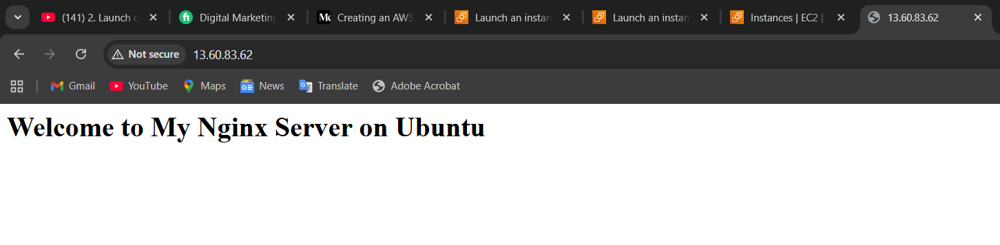 (141) 2. Launch
Digital Marketing
Creating an AWS
Launch an instan
Launch an instan
Instances | EC2 |
13.60.83.62
Not secure 13.60.83.62
Gmail YouTube Maps News Translate Adobe Acrobat
Welcome to My Nginx Server on Ubuntu